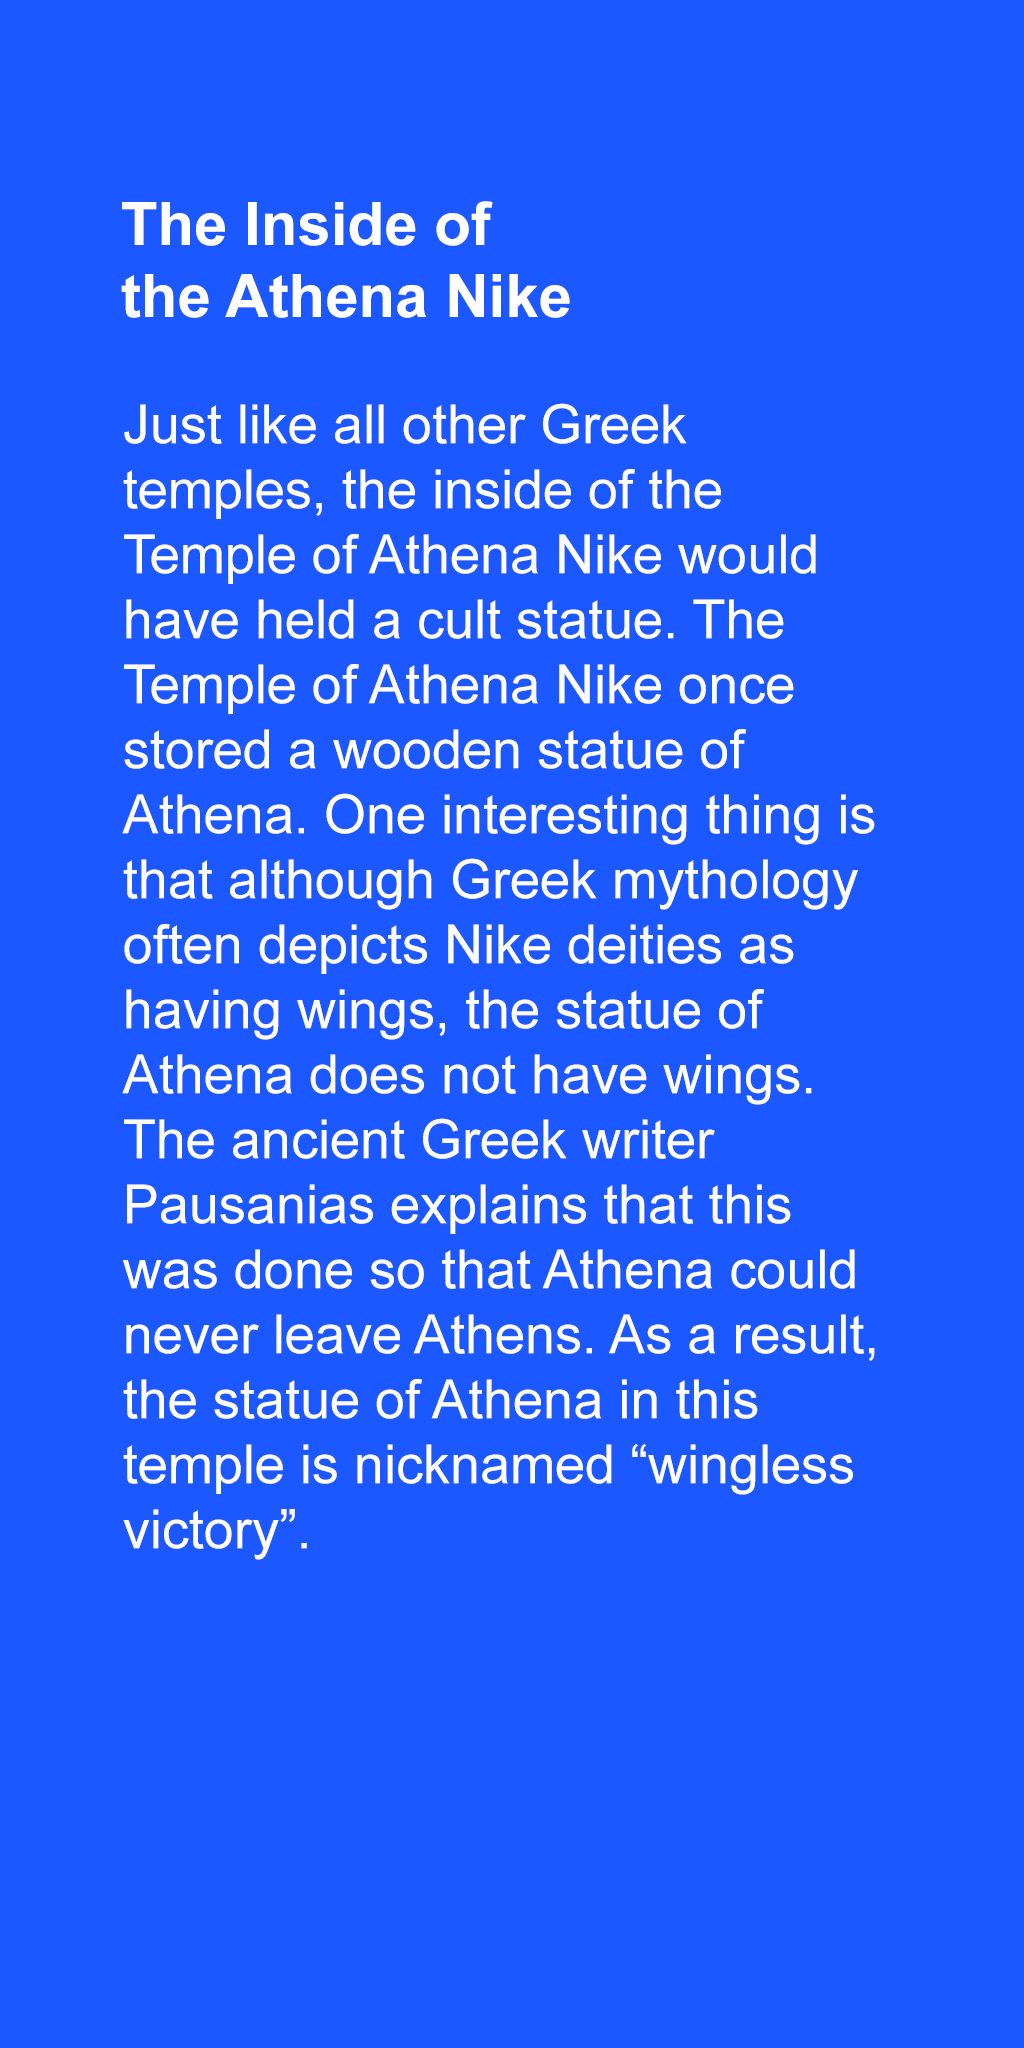 The Inside of
the Athena Nike
Just like all other Greek
temples, the inside of the
Temple of Athena Nike would
have held a cult statue. The
Temple of Athena Nike once
stored a wooden statue of
Athena. One interesting thing is
that although Greek mythology
often depicts Nike deities as
having wings, the statue of
Athena does not have wings.
The ancient Greek writer
Pausanias explains that this
was done so that Athena could
never leave Athens. As a result,
the statue of Athena in this
temple is nicknamed “wingless
victory”.